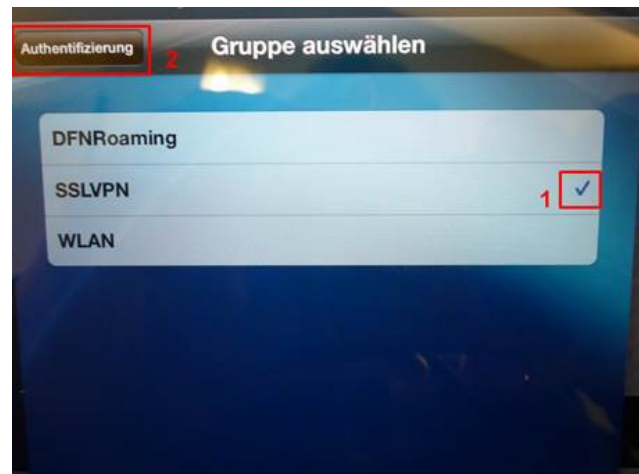 Authentifizierung
2
Gruppe auswählen
DFNRoaming
SSLVPN
1
WLAN